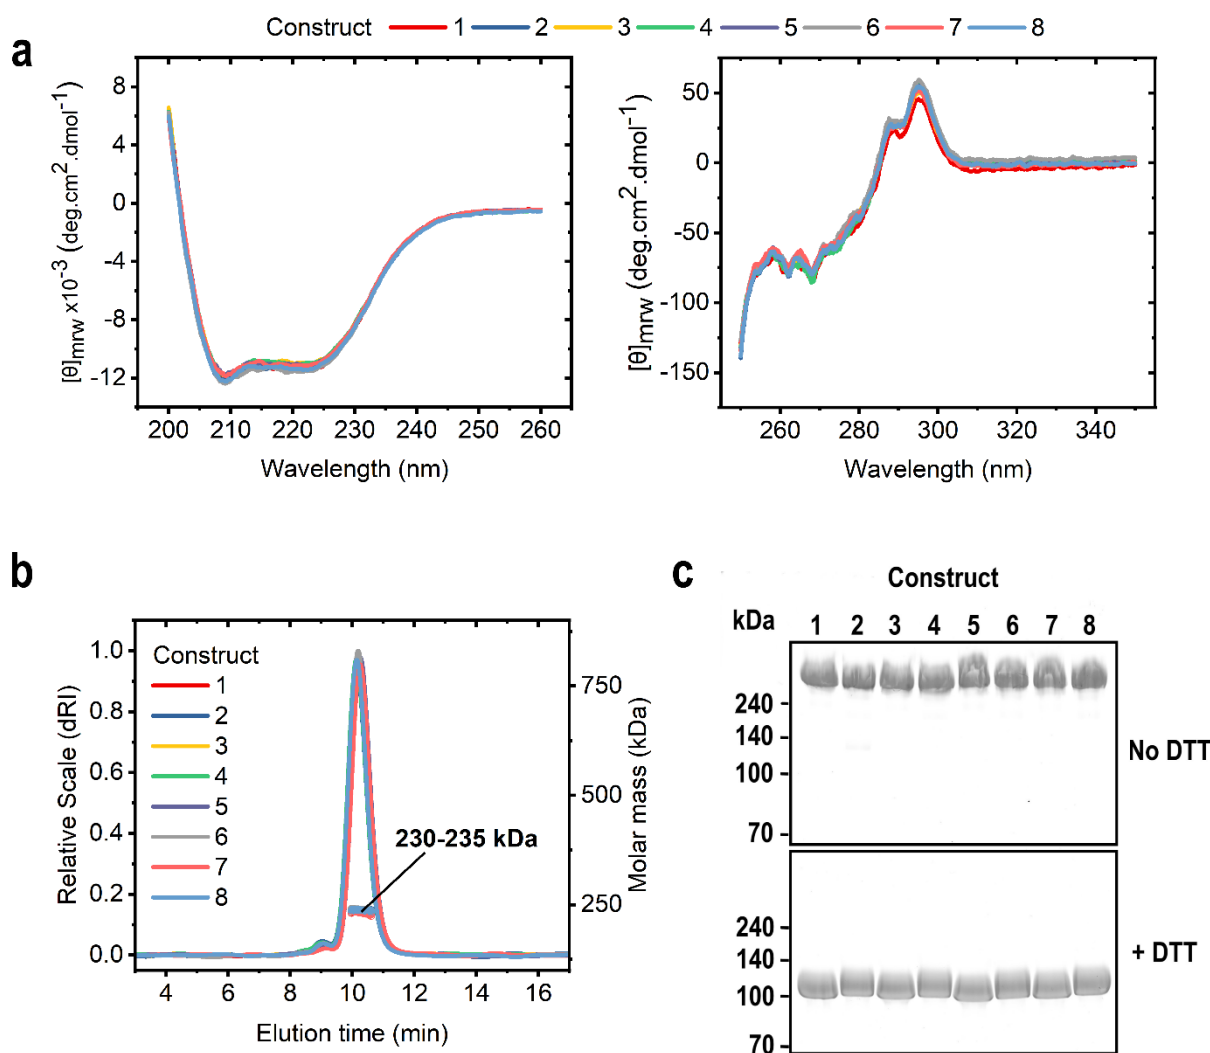 Construct 1 2 3 4 5 6 7 8
a
8
4
0
-4
-8
-12
[θ]mrw x10⁻³ (deg.cm².dmol⁻¹)
200 210 220 230 240 250 260
Wavelength (nm)
50
0
-50
-100
-150
[θ]mrw (deg.cm².dmol⁻¹)
260 280 300 320 340
Wavelength (nm)
b
Construct
1
2
3
4
5
6
7
8
230-235 kDa
1.0
0.8
0.6
0.4
0.2
0.0
Relative Scale (dRI)
750
500
250
Molar mass (kDa)
4 6 8 10 12 14 16
Elution time (min)
c
Construct
kDa 1 2 3 4 5 6 7 8
240
140
100
70
No DTT
240
140
100
70
+ DTT